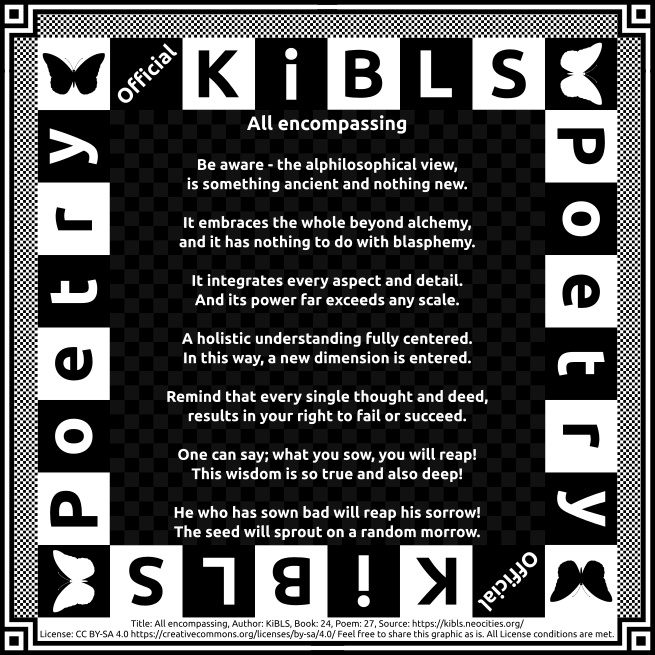 Official KiBLS
Poetry
Poetry
All encompassing
Be aware - the alphilosophical view,
is something ancient and nothing new.
It embraces the whole beyond alchemy,
and it has nothing to do with blasphemy.
It integrates every aspect and detail.
And its power far exceeds any scale.
A holistic understanding fully centered.
In this way, a new dimension is entered.
Remind that every single thought and deed,
results in your right to fail or succeed.
One can say; what you sow, you will reap!
This wisdom is so true and also deep!
He who has sown bad will reap his sorrow!
The seed will sprout on a random morrow.
Official KiBLS
Title: All encompassing, Author: KiBLS, Book: 24, Poem: 27, Source: https://kibls.neocities.org/
License: CC BY-SA 4.0 https://creativecommons.org/licenses/by-sa/4.0/ Feel free to share this graphic as is. All License conditions are met.